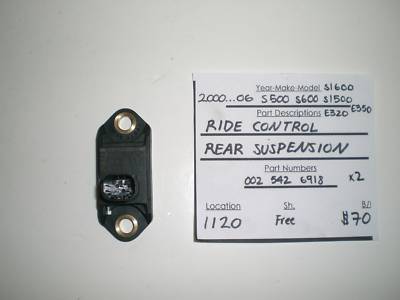 Year-Make-Model S1600
2000...06 S500 S600 S1500
Part Descriptions E320 E350
RIDE CONTROL
REAR SUSPENSION
Part Numbers
002 542 6918 x2
Location Sh. B/
1120 Free $70